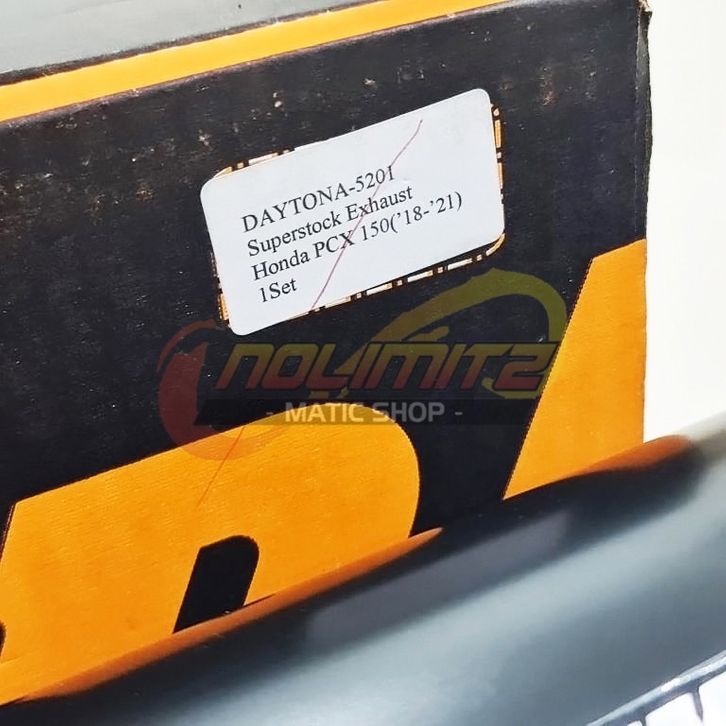 DAYTONA-5201
Superstock Exhaust
Honda PCX 150('18-'21)
1Set
NOLIMITZ
- MATIC SHOP -